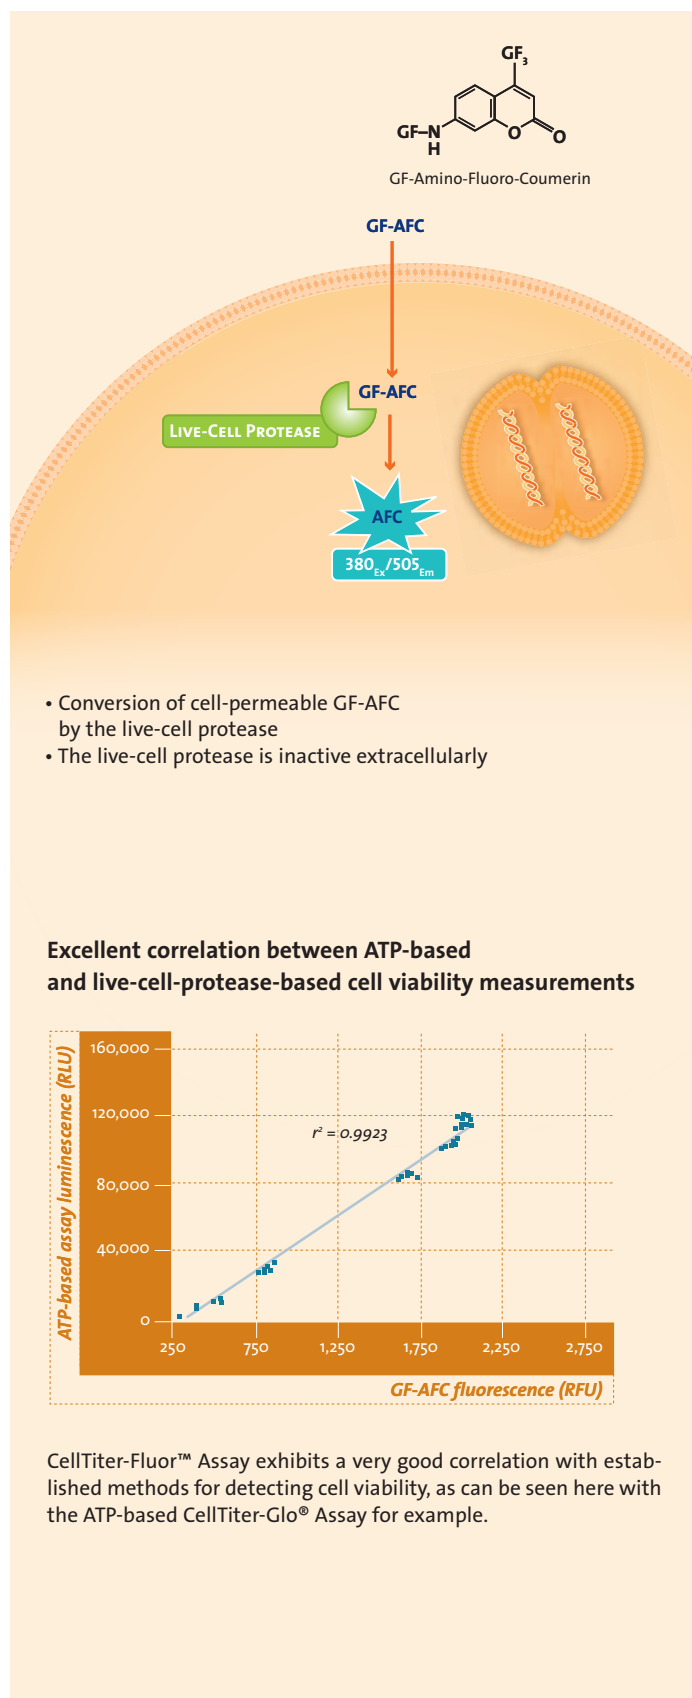 GF₃
GF–N
H
O
O
GF-Amino-Fluoro-Coumerin
GF-AFC
GF-AFC
LIVE-CELL PROTEASE
AFC
380Ex/505Em
• Conversion of cell-permeable GF-AFC
by the live-cell protease
• The live-cell protease is inactive extracellularly
Excellent correlation between ATP-based
and live-cell-protease-based cell viability measurements
ATP-based assay luminescence (RLU)
160,000
120,000
80,000
40,000
0
r² = 0.9923
250 750 1,250 1,750 2,250 2,750
GF-AFC fluorescence (RFU)
CellTiter-Fluor™ Assay exhibits a very good correlation with estab-
lished methods for detecting cell viability, as can be seen here with
the ATP-based CellTiter-Glo® Assay for example.